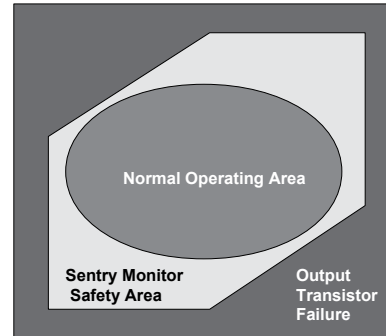 Normal Operating Area
Sentry Monitor
Safety Area
Output
Transistor
Failure